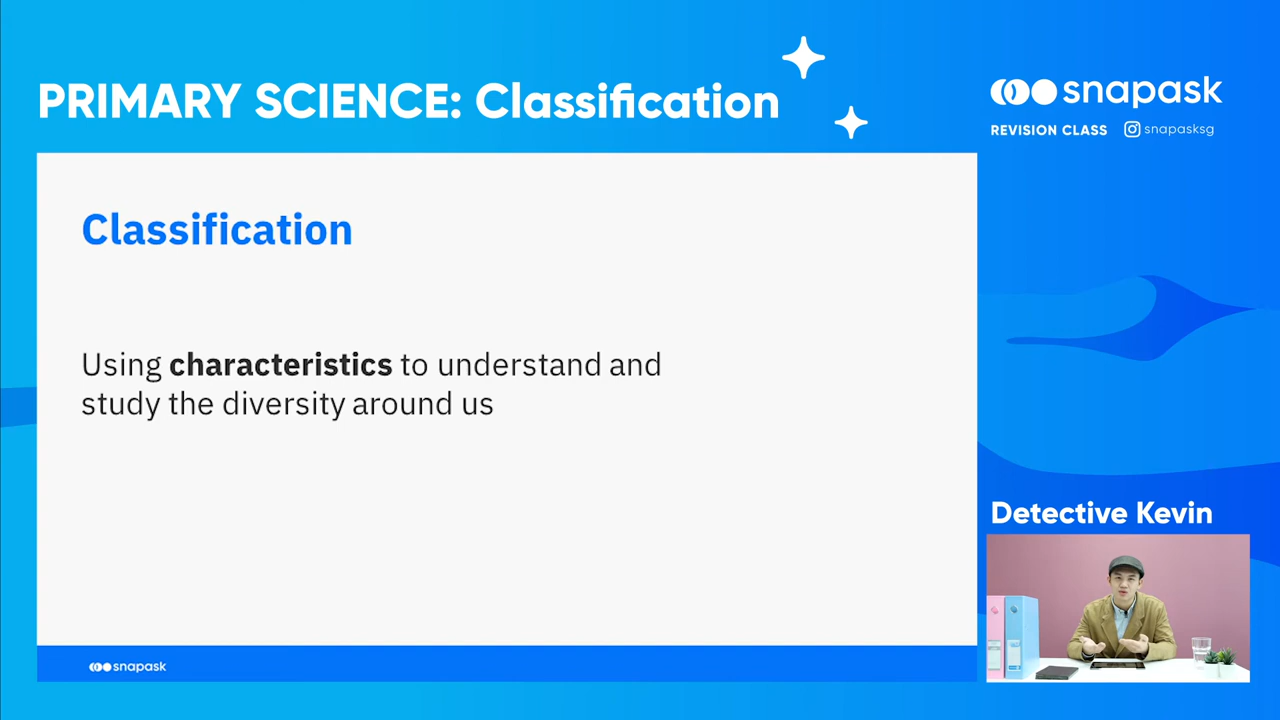 PRIMARY SCIENCE: Classification
snapask
REVISION CLASS snapasksg
Classification
Using characteristics to understand and
study the diversity around us
Detective Kevin
snapask